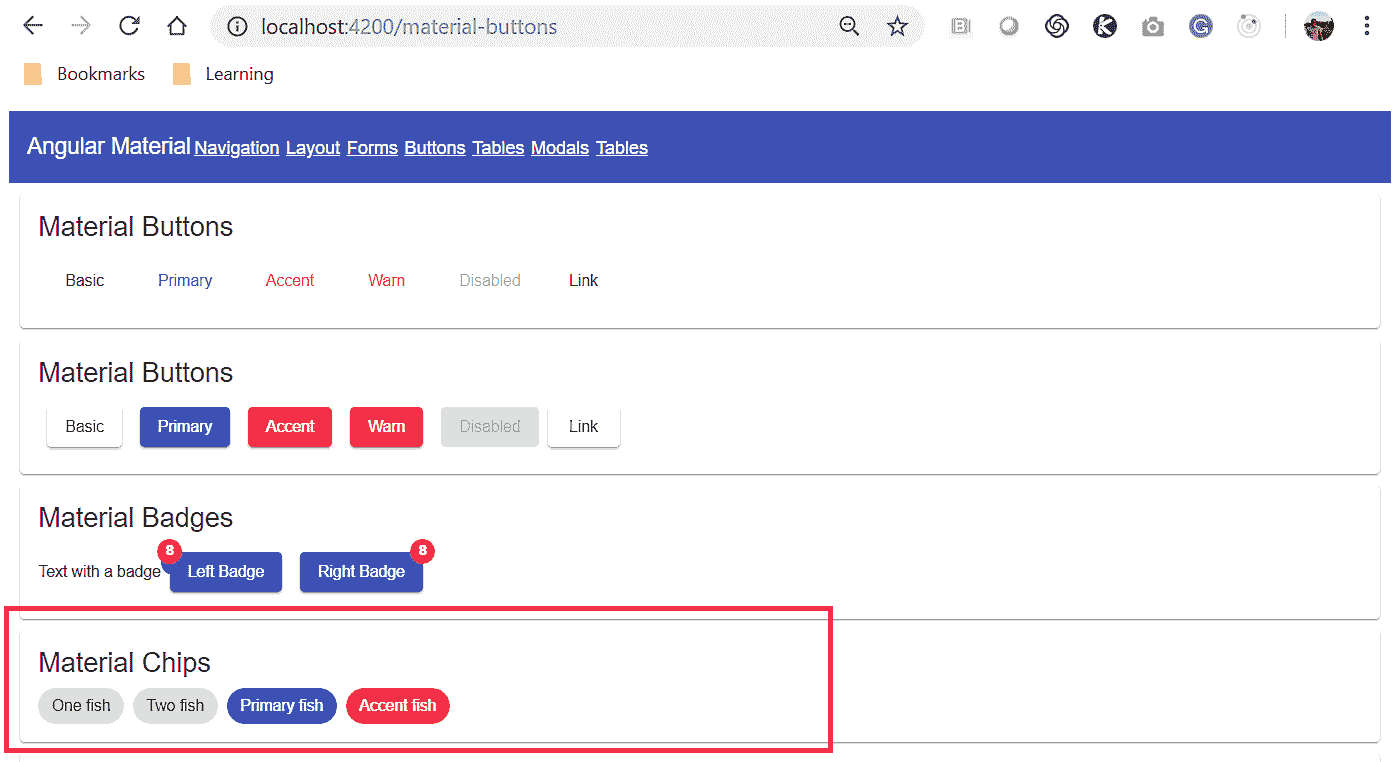 localhost:4200/material-buttons
Bookmarks Learning
Angular Material Navigation Layout Forms Buttons Tables Modals Tables
Material Buttons
Basic Primary Accent Warn Disabled Link
Material Buttons
Basic Primary Accent Warn Disabled Link
Material Badges
8 8
Text with a badge Left Badge Right Badge
Material Chips
One fish Two fish Primary fish Accent fish